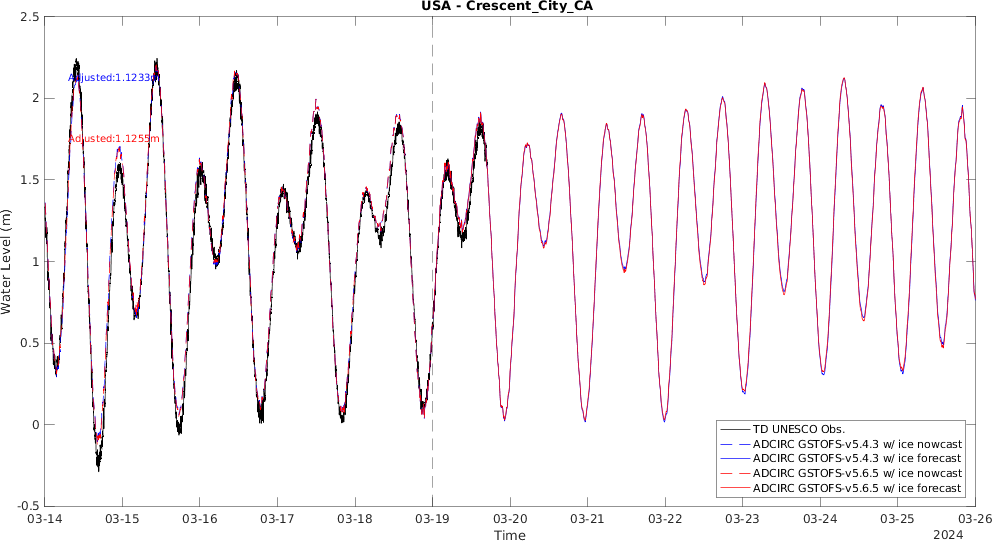 USA - Crescent_City_CA
2.5
2
1.5
1
0.5
0
-0.5
Water Level (m)
Adjusted:1.1233m
Adjusted:1.1255m
TD UNESCO Obs.
ADCIRC GSTOFS-v5.4.3 w/ ice nowcast
ADCIRC GSTOFS-v5.4.3 w/ ice forecast
ADCIRC GSTOFS-v5.6.5 w/ ice nowcast
ADCIRC GSTOFS-v5.6.5 w/ ice forecast
03-14 03-15 03-16 03-17 03-18 03-19 03-20 03-21 03-22 03-23 03-24 03-25 03-26
Time
2024